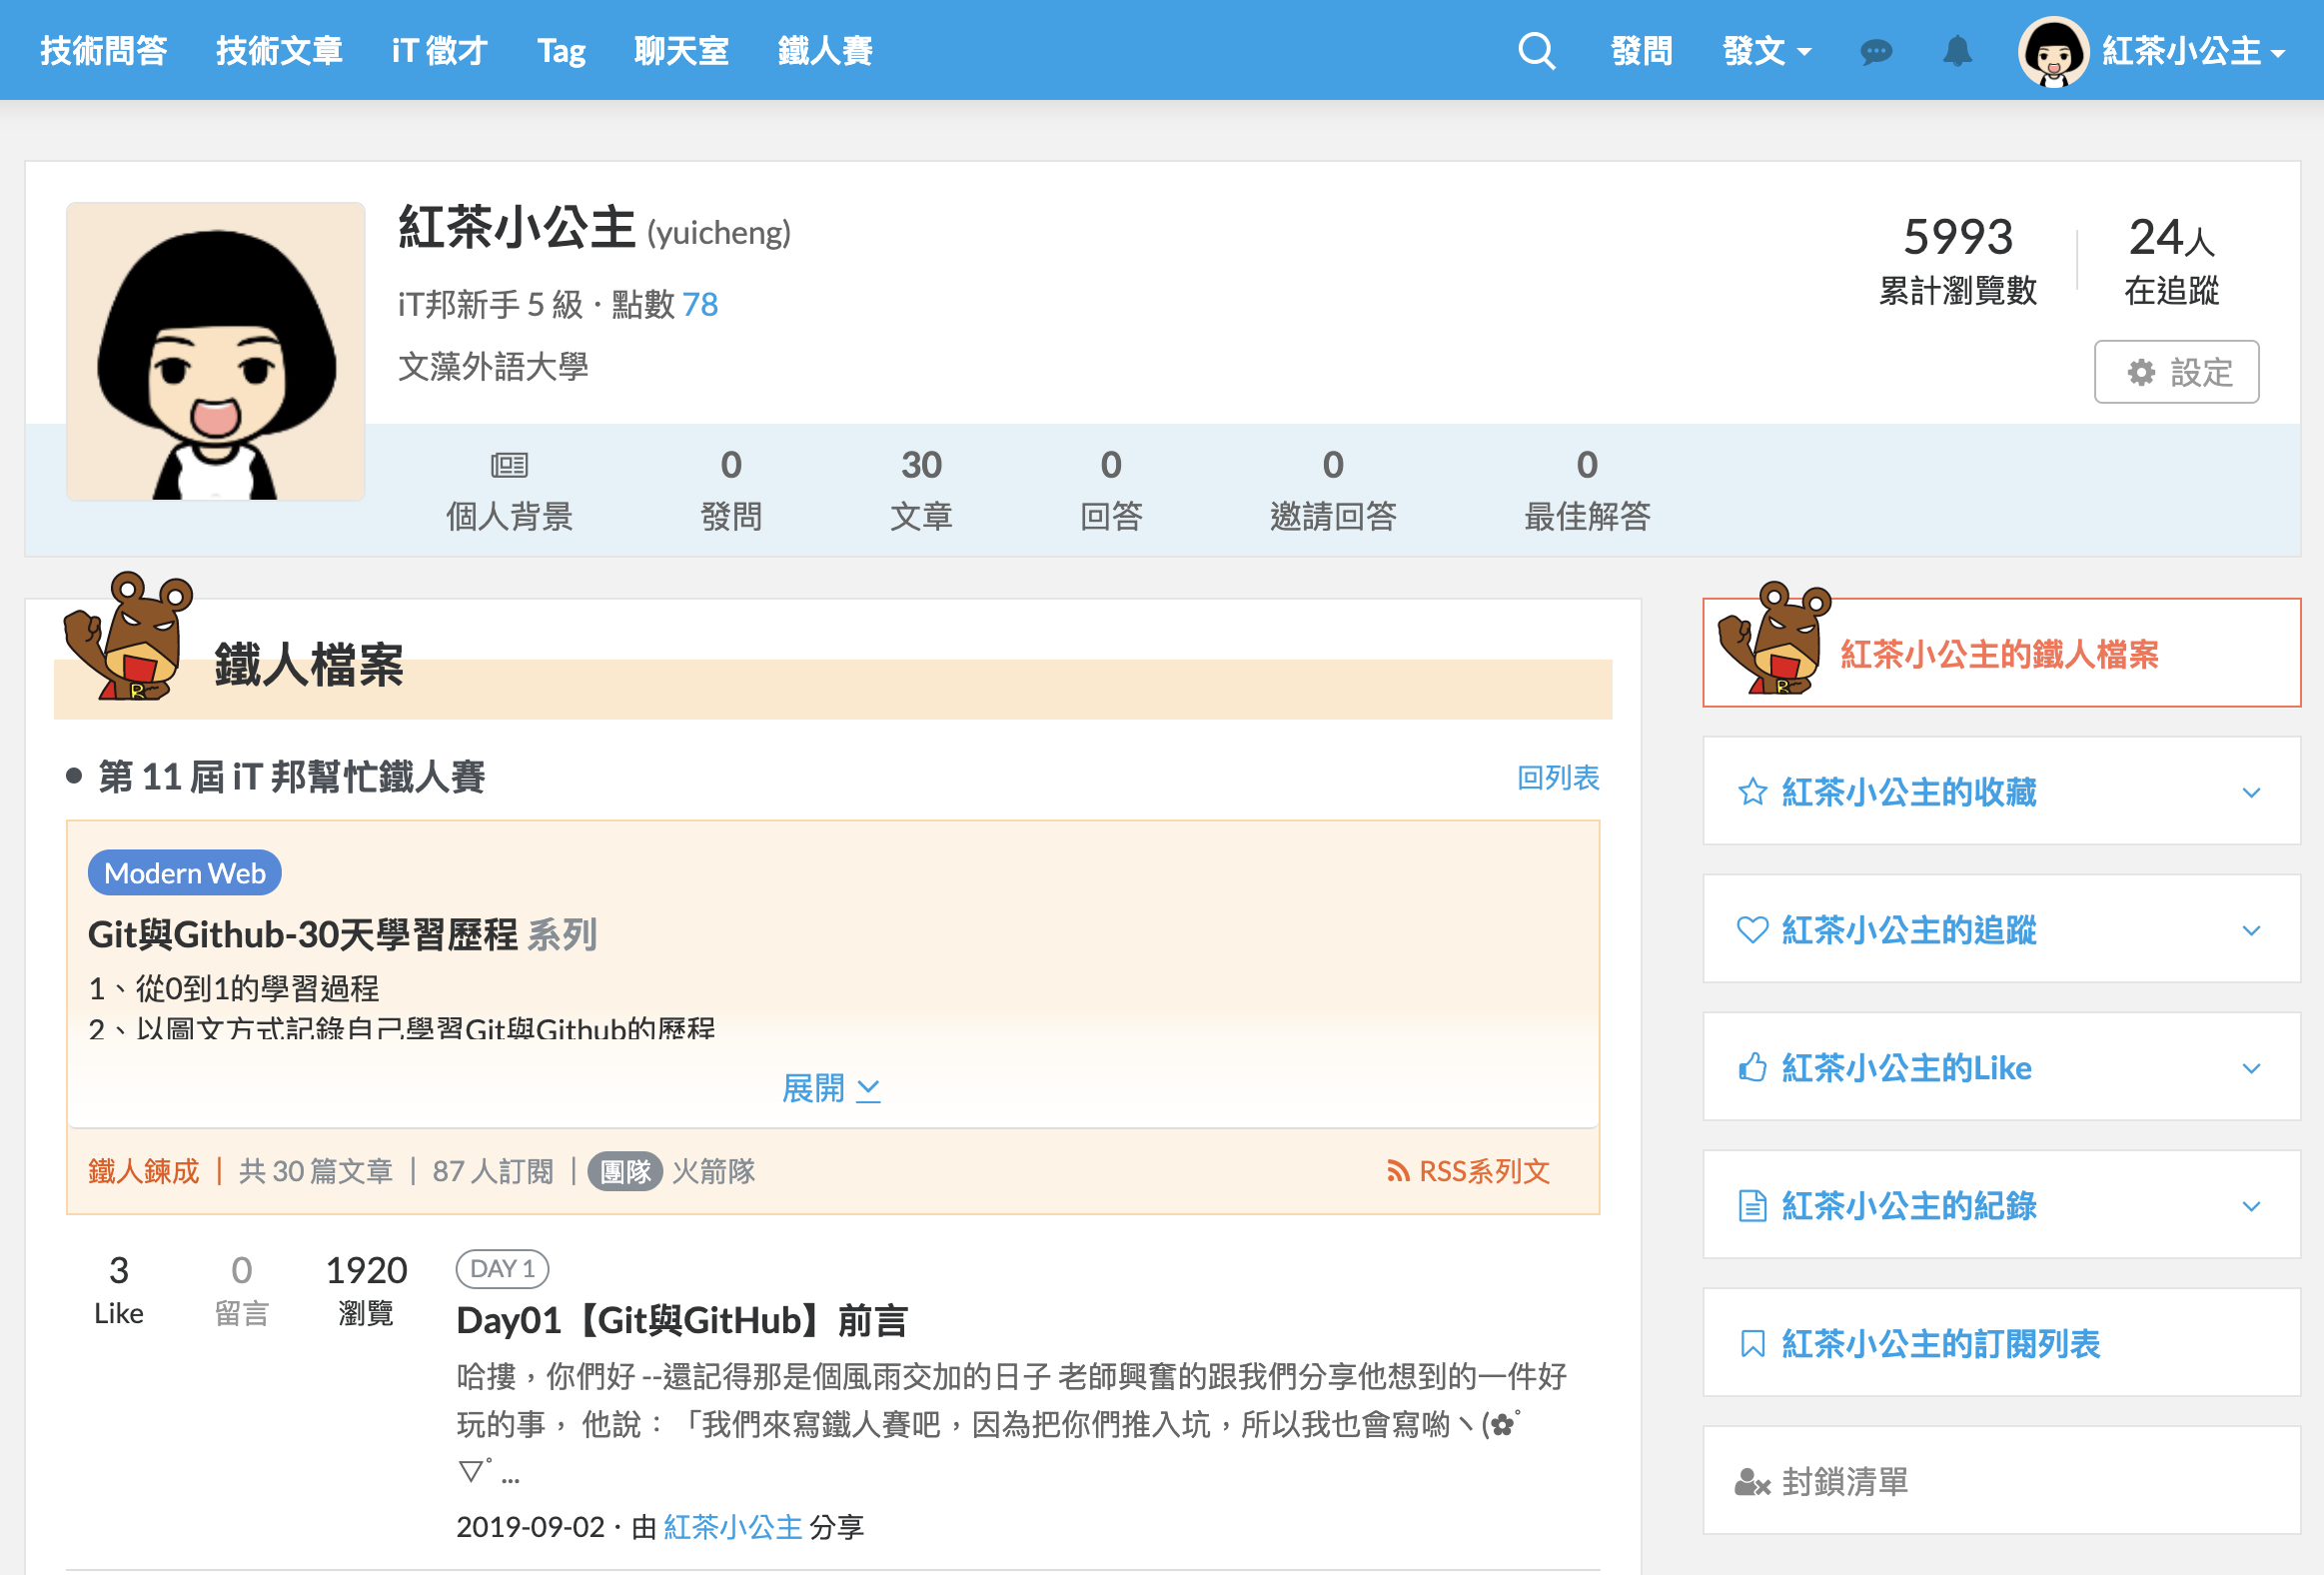 技術問答 技術文章 iT 徵才 Tag 聊天室 鐵人賽 發問 發文 紅茶小公主
紅茶小公主 (yuicheng)
iT邦新手 5 級‧點數 78
文藻外語大學
5993
累計瀏覽數
24人
在追蹤
設定
個人背景
0
發問
30
文章
0
回答
0
邀請回答
0
最佳解答
鐵人檔案
第 11 屆 iT 邦幫忙鐵人賽 回列表
Modern Web
Git與Github-30天學習歷程 系列
1、從0到1的學習過程
2、以圖文方式記錄自己學習Git與Github的歷程
展開
鐵人鍊成 | 共 30 篇文章 | 87 人訂閱 | 團隊 火箭隊 RSS系列文
3
Like
0
留言
1920
瀏覽
DAY 1
Day01【Git與GitHub】前言
哈摟，你們好 --還記得那是個風雨交加的日子 老師興奮的跟我們分享他想到的一件好
玩的事， 他說：「我們來寫鐵人賽吧，因為把你們推入坑，所以我也會寫喲ヽ(✿ﾟ
▽ﾟ...
2019-09-02‧由 紅茶小公主 分享
紅茶小公主的鐵人檔案
紅茶小公主的收藏
紅茶小公主的追蹤
紅茶小公主的Like
紅茶小公主的紀錄
紅茶小公主的訂閱列表
封鎖清單